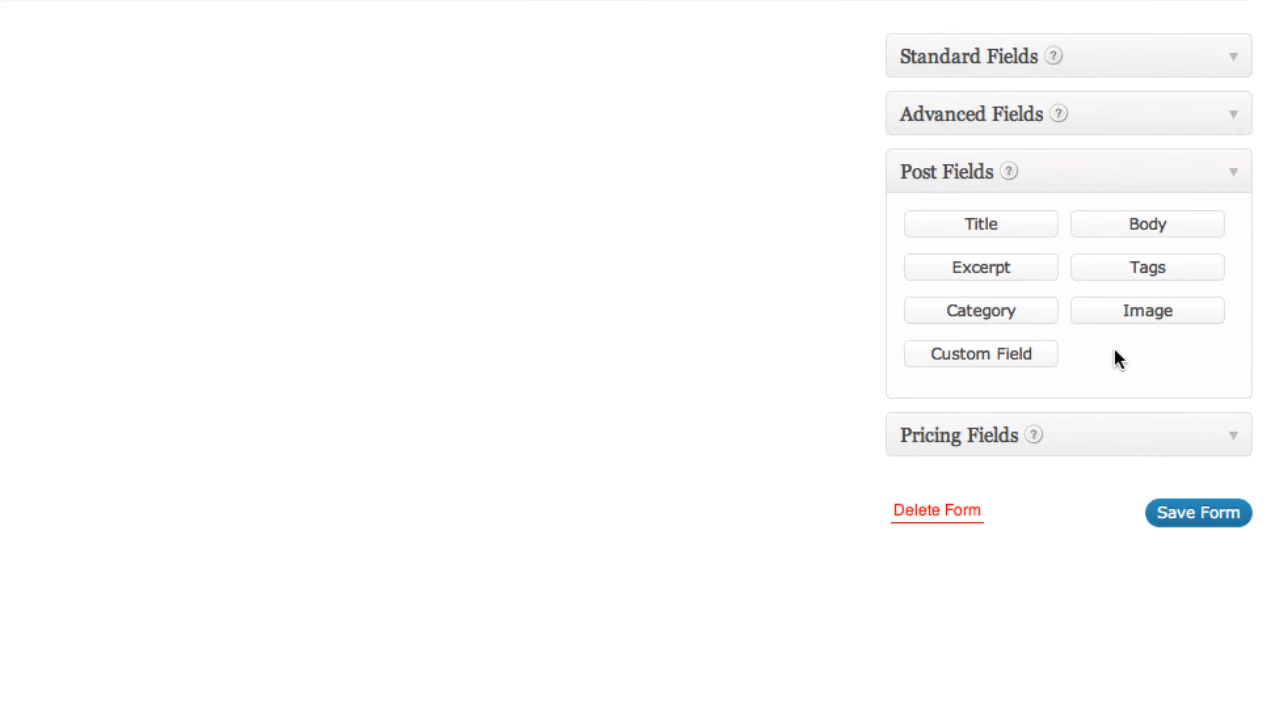 Standard Fields ?
Advanced Fields ?
Post Fields ?
Title Body
Excerpt Tags
Category Image
Custom Field
Pricing Fields ?
Delete Form Save Form